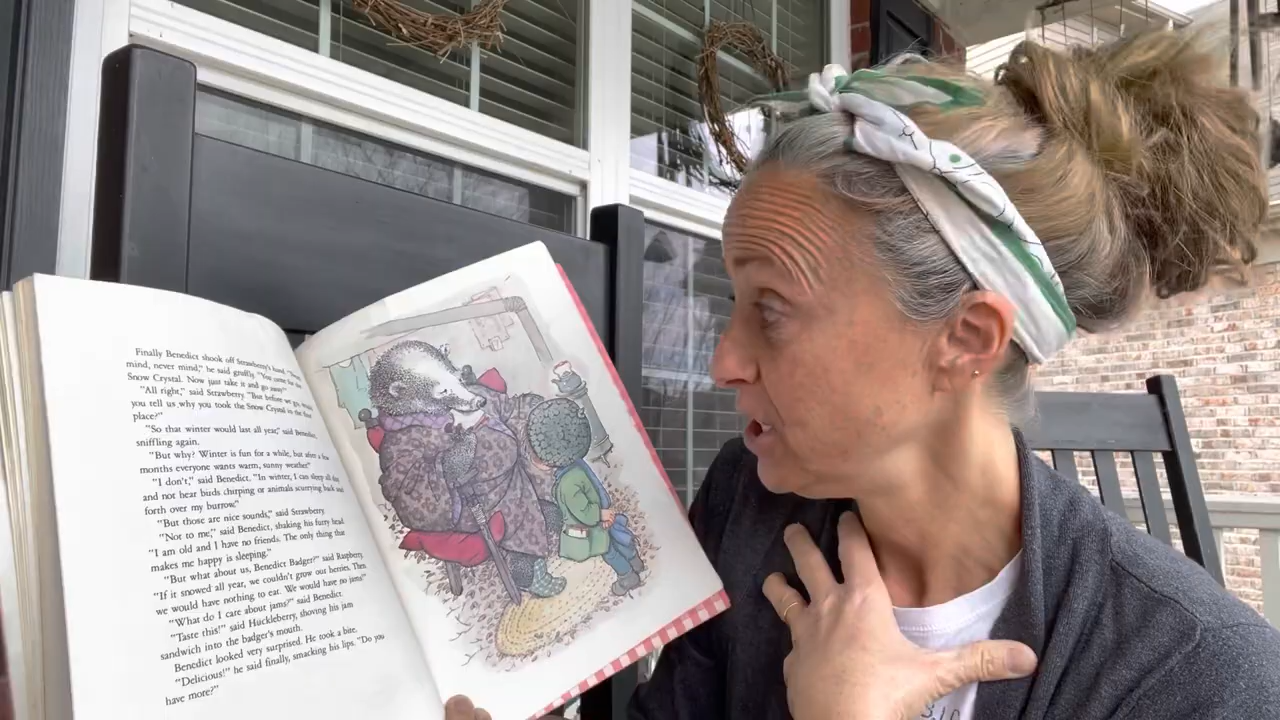 Finally Benedict shook off Strawberry's hand. "Never
mind, never mind," he said gruffly. "You came for the
Snow Crystal. Now just take it and go away."
"All right," said Strawberry. "But before we go,
you tell us why you took the Snow Crystal in the first
place?"
"So that winter would last all year," said Benedict,
sniffling again.
"But why? Winter is fun for a while, but after a few
months everyone wants warm, sunny weather."
"I don't," said Benedict. "In winter, I can sleep all day
and not hear birds chirping or animals scurrying back and
forth over my burrow."
"But those are nice sounds," said Strawberry.
"Not to me," said Benedict, shaking his furry head.
"I am old and I have no friends. The only thing that
makes me happy is sleeping."
"But what about us, Benedict Badger?" said Raspberry.
"If it snowed all year, we couldn't grow our berries. Then
we would have nothing to eat. We would have no jams"
"What do I care about jams?" said Benedict.
"Taste this!" said Huckleberry, shoving his jam
sandwich into the badger's mouth.
Benedict looked very surprised. He took a bite.
"Delicious!" he said finally, smacking his lips. "Do you
have more?"